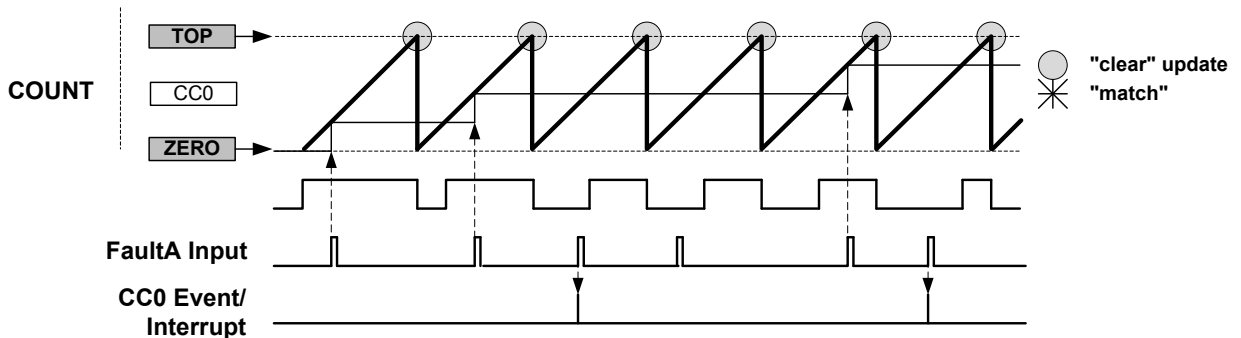 TOP
COUNT
CC0
ZERO
"clear" update
"match"
FaultA Input
CC0 Event/
Interrupt